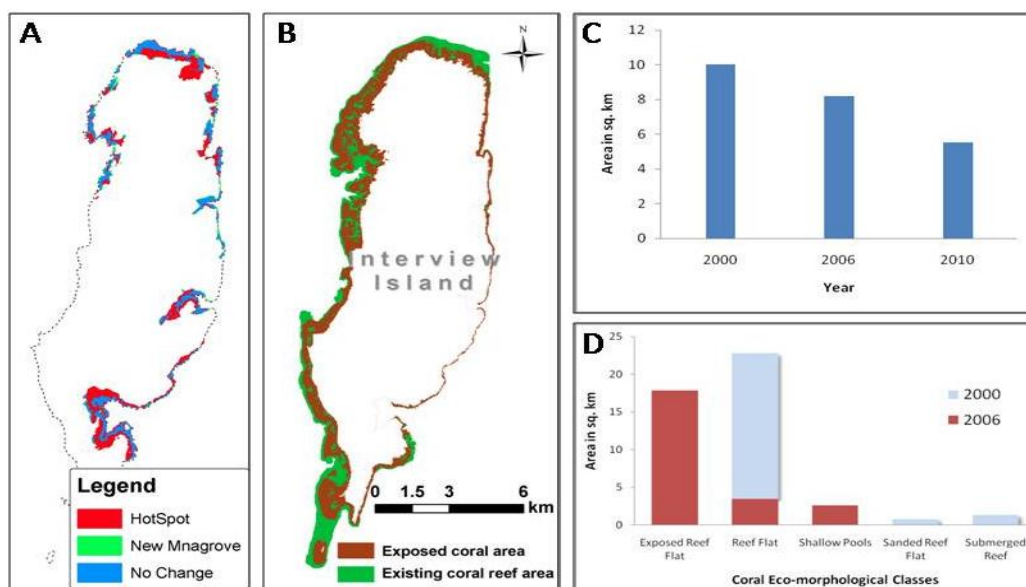 A
Legend
HotSpot
New Mnagrove
No Change
B
N
Interview
Island
0 1.5 3 6
km
Exposed coral area
Existing coral reef area
C
12
10
8
6
4
2
0
Area in sq. km
2000 2006 2010
Year
D
25
20
15
10
5
0
Area in sq. km
2000
2006
Exposed Reef Flat
Reef Flat
Shallow Pools
Sanded Reef Flat
Submerged Reef
Coral Eco-morphological Classes